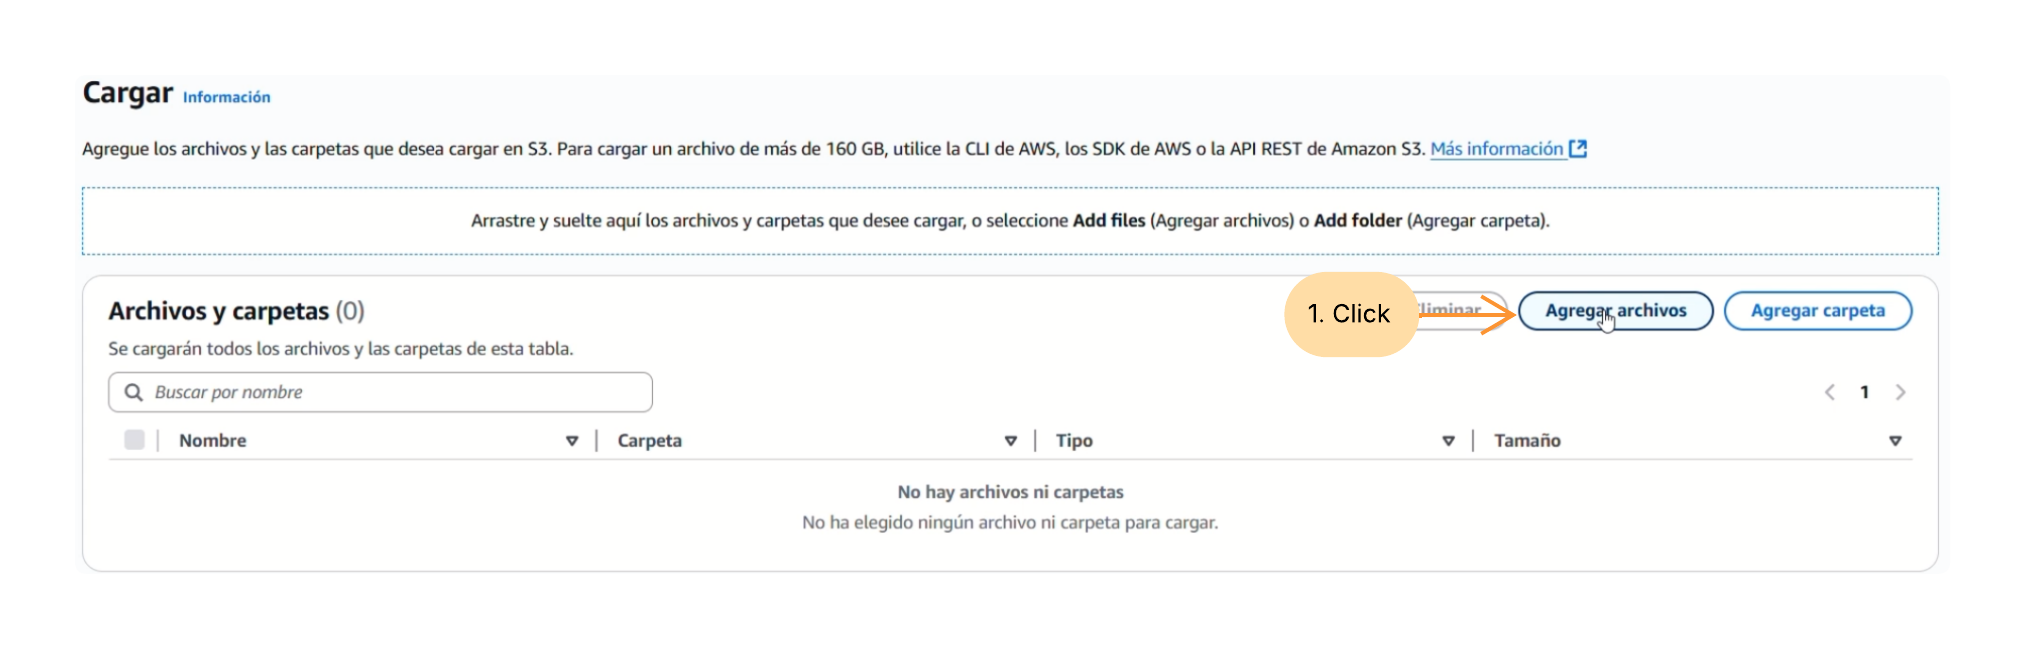 Cargar Información
Agregue los archivos y las carpetas que desea cargar en S3. Para cargar un archivo de más de 160 GB, utilice la CLI de AWS, los SDK de AWS o la API REST de Amazon S3. Más información
Arrastre y suelte aquí los archivos y carpetas que desee cargar, o seleccione Add files (Agregar archivos) o Add folder (Agregar carpeta).
Archivos y carpetas (0)
1. Click
Agregar archivos
Agregar carpeta
Se cargarán todos los archivos y las carpetas de esta tabla.
Buscar por nombre
1
Nombre Carpeta Tipo Tamaño
No hay archivos ni carpetas
No ha elegido ningún archivo ni carpeta para cargar.